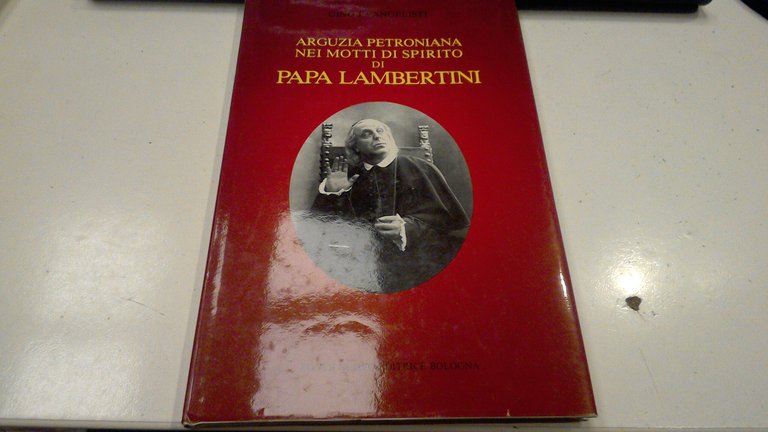 ARGUZIA PETRONIANA
NEI MOTTI DI SPIRITO
DI
PAPA LAMBERTINI
EDITRICE BOLOGNA